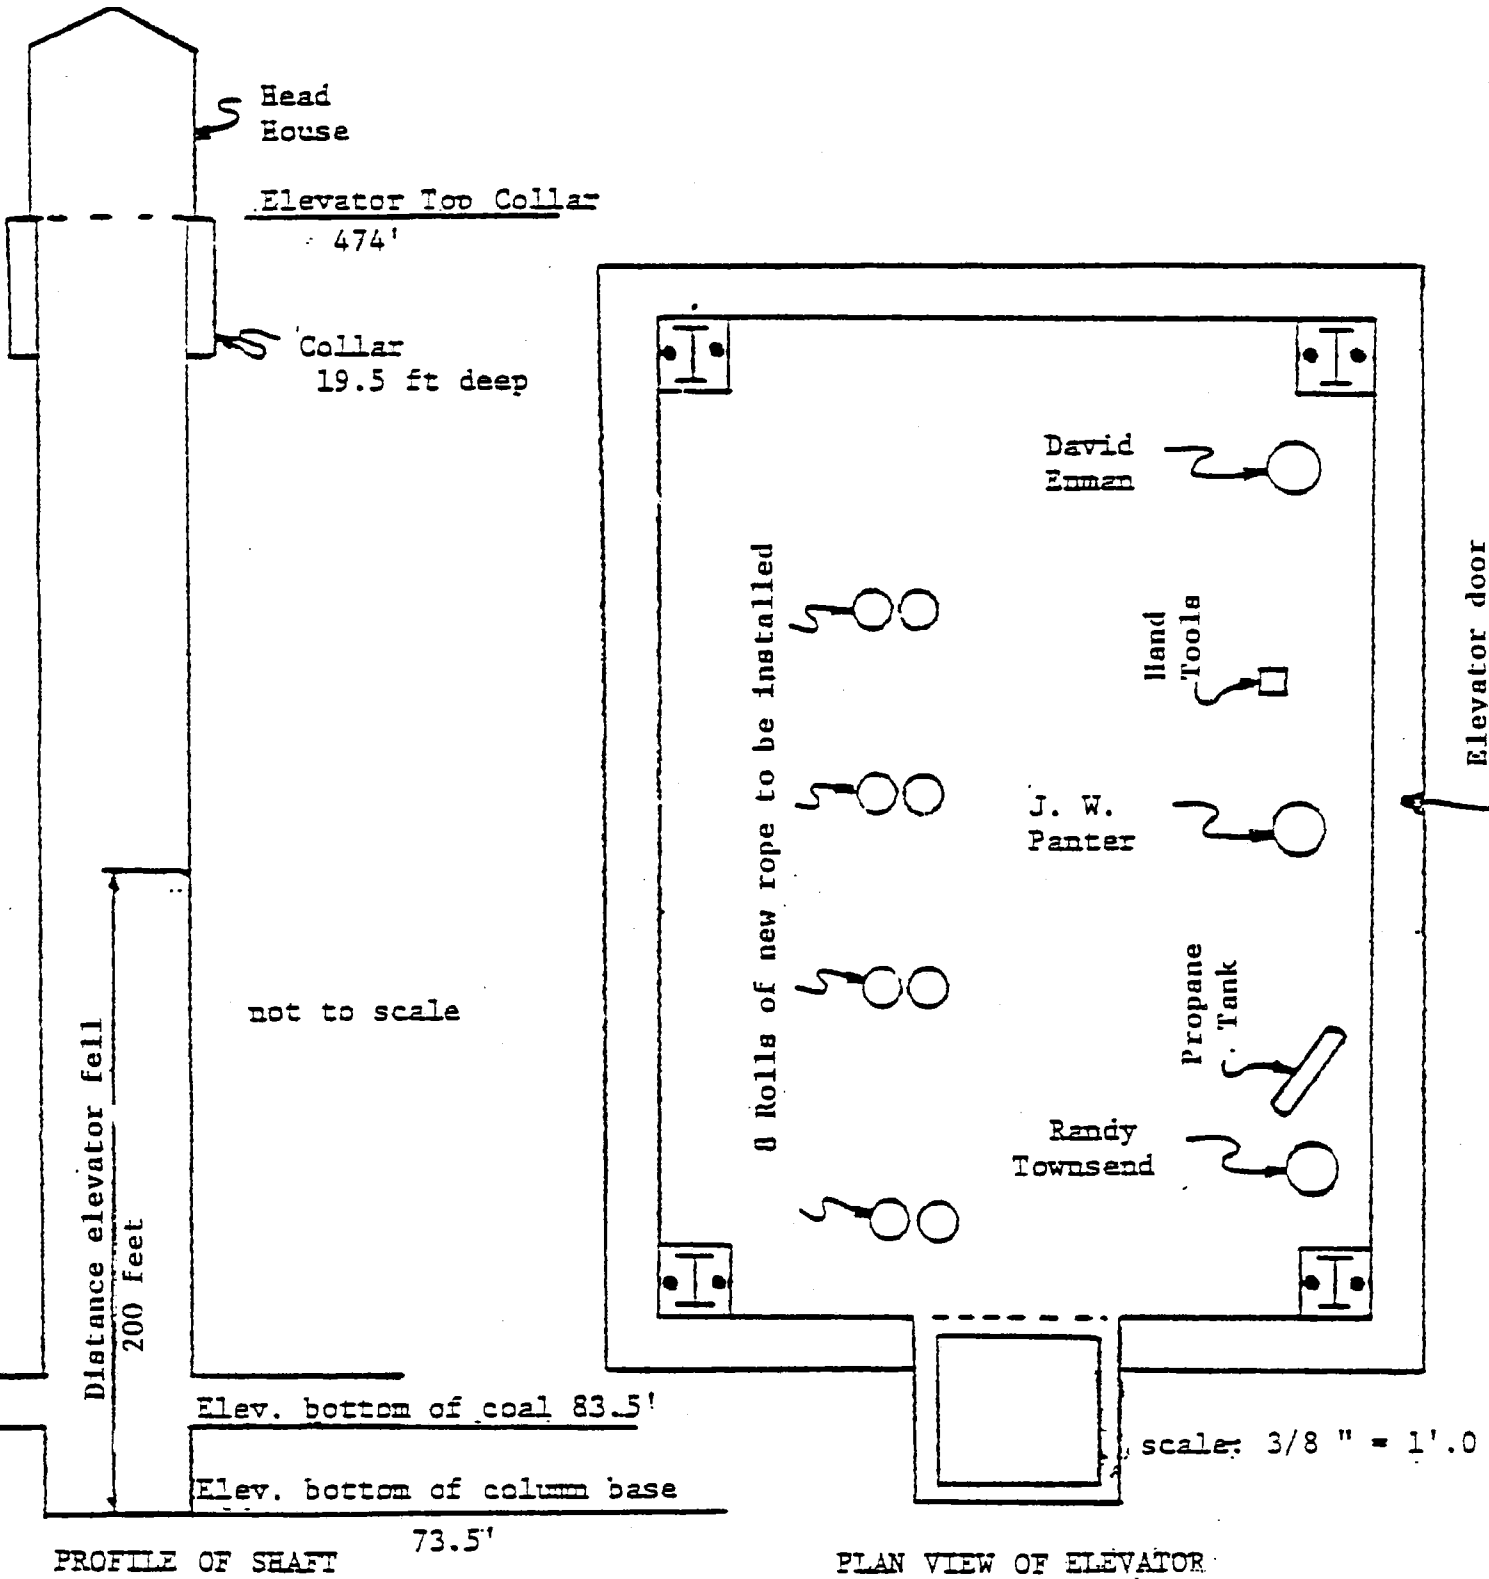 Head
House
Elevator Top Collar
474'
Collar
19.5 ft deep
not to scale
Distance elevator fell
200 feet
Elev. bottom of coal 83.5'
Elev. bottom of column base
73.5'
PROFILE OF SHAFT
David
Enman
8 Rolls of new rope to be installed
Hand
Tools
Elevator door
J. W.
Panter
Propane
Tank
Randy
Townsend
scale: 3/8 " = 1'.0
PLAN VIEW OF ELEVATOR